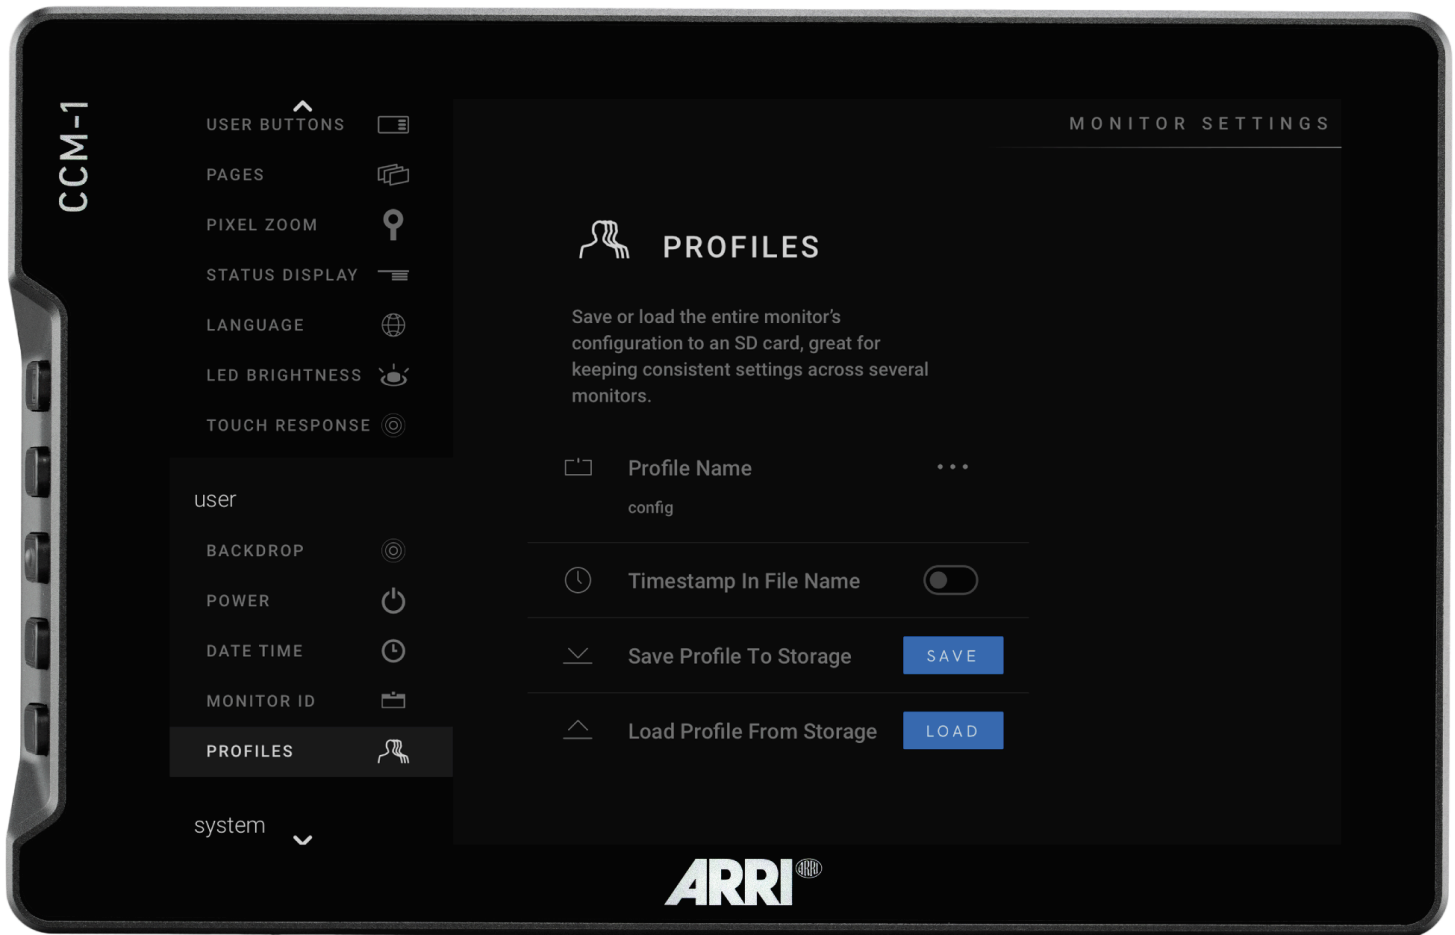 CCM-1
USER BUTTONS
PAGES
PIXEL ZOOM
STATUS DISPLAY
LANGUAGE
LED BRIGHTNESS
TOUCH RESPONSE
user
BACKDROP
POWER
DATE TIME
MONITOR ID
PROFILES
system
MONITOR SETTINGS
PROFILES
Save or load the entire monitor's
configuration to an SD card, great for
keeping consistent settings across several
monitors.
Profile Name
config
Timestamp In File Name
Save Profile To Storage
SAVE
Load Profile From Storage
LOAD
ARRI
ARRI